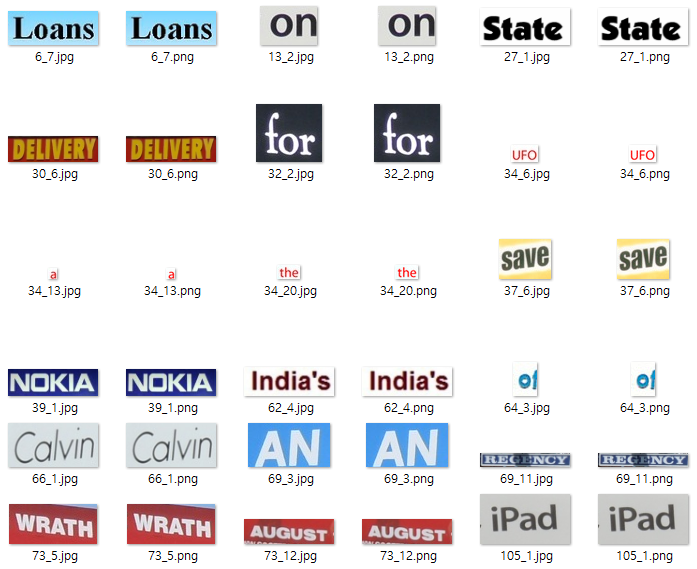 Loans Loans on on State State
6_7.jpg 6_7.png 13_2.jpg 13_2.png 27_1.jpg 27_1.png
DELIVERY DELIVERY for for UFO UFO
30_6.jpg 30_6.png 32_2.jpg 32_2.png 34_6.jpg 34_6.png
a a the the save save
34_13.jpg 34_13.png 34_20.jpg 34_20.png 37_6.jpg 37_6.png
NOKIA NOKIA India's India's of of
39_1.jpg 39_1.png 62_4.jpg 62_4.png 64_3.jpg 64_3.png
Calvin Calvin AN AN REGENCY REGENCY
66_1.jpg 66_1.png 69_3.jpg 69_3.png 69_11.jpg 69_11.png
WRATH WRATH AUGUST AUGUST iPad iPad
73_5.jpg 73_5.png 73_12.jpg 73_12.png 105_1.jpg 105_1.png